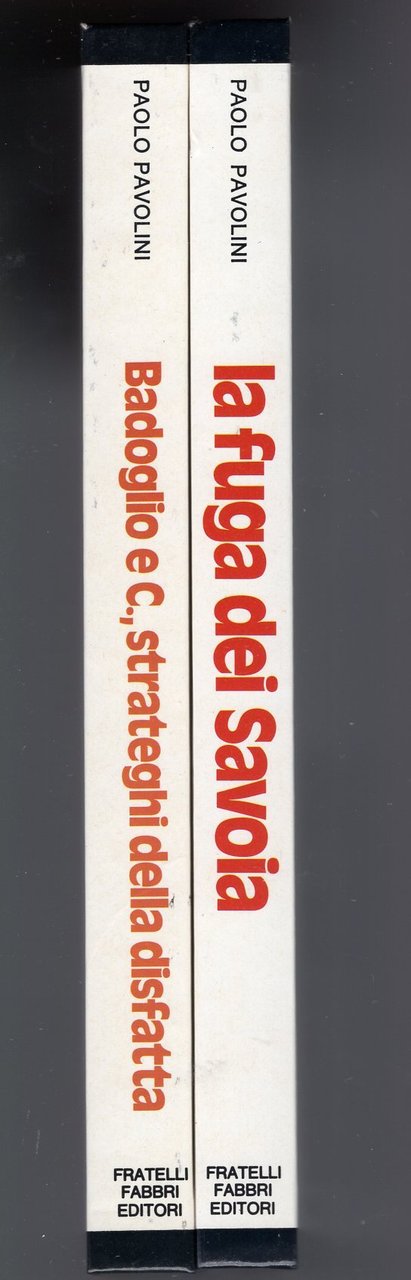 PAOLO PAVOLINI
Badoglio e C., strateghi della disfatta
FRATELLI
FABBRI
EDITORI
PAOLO PAVOLINI
la fuga dei Savoia
FRATELLI
FABBRI
EDITORI